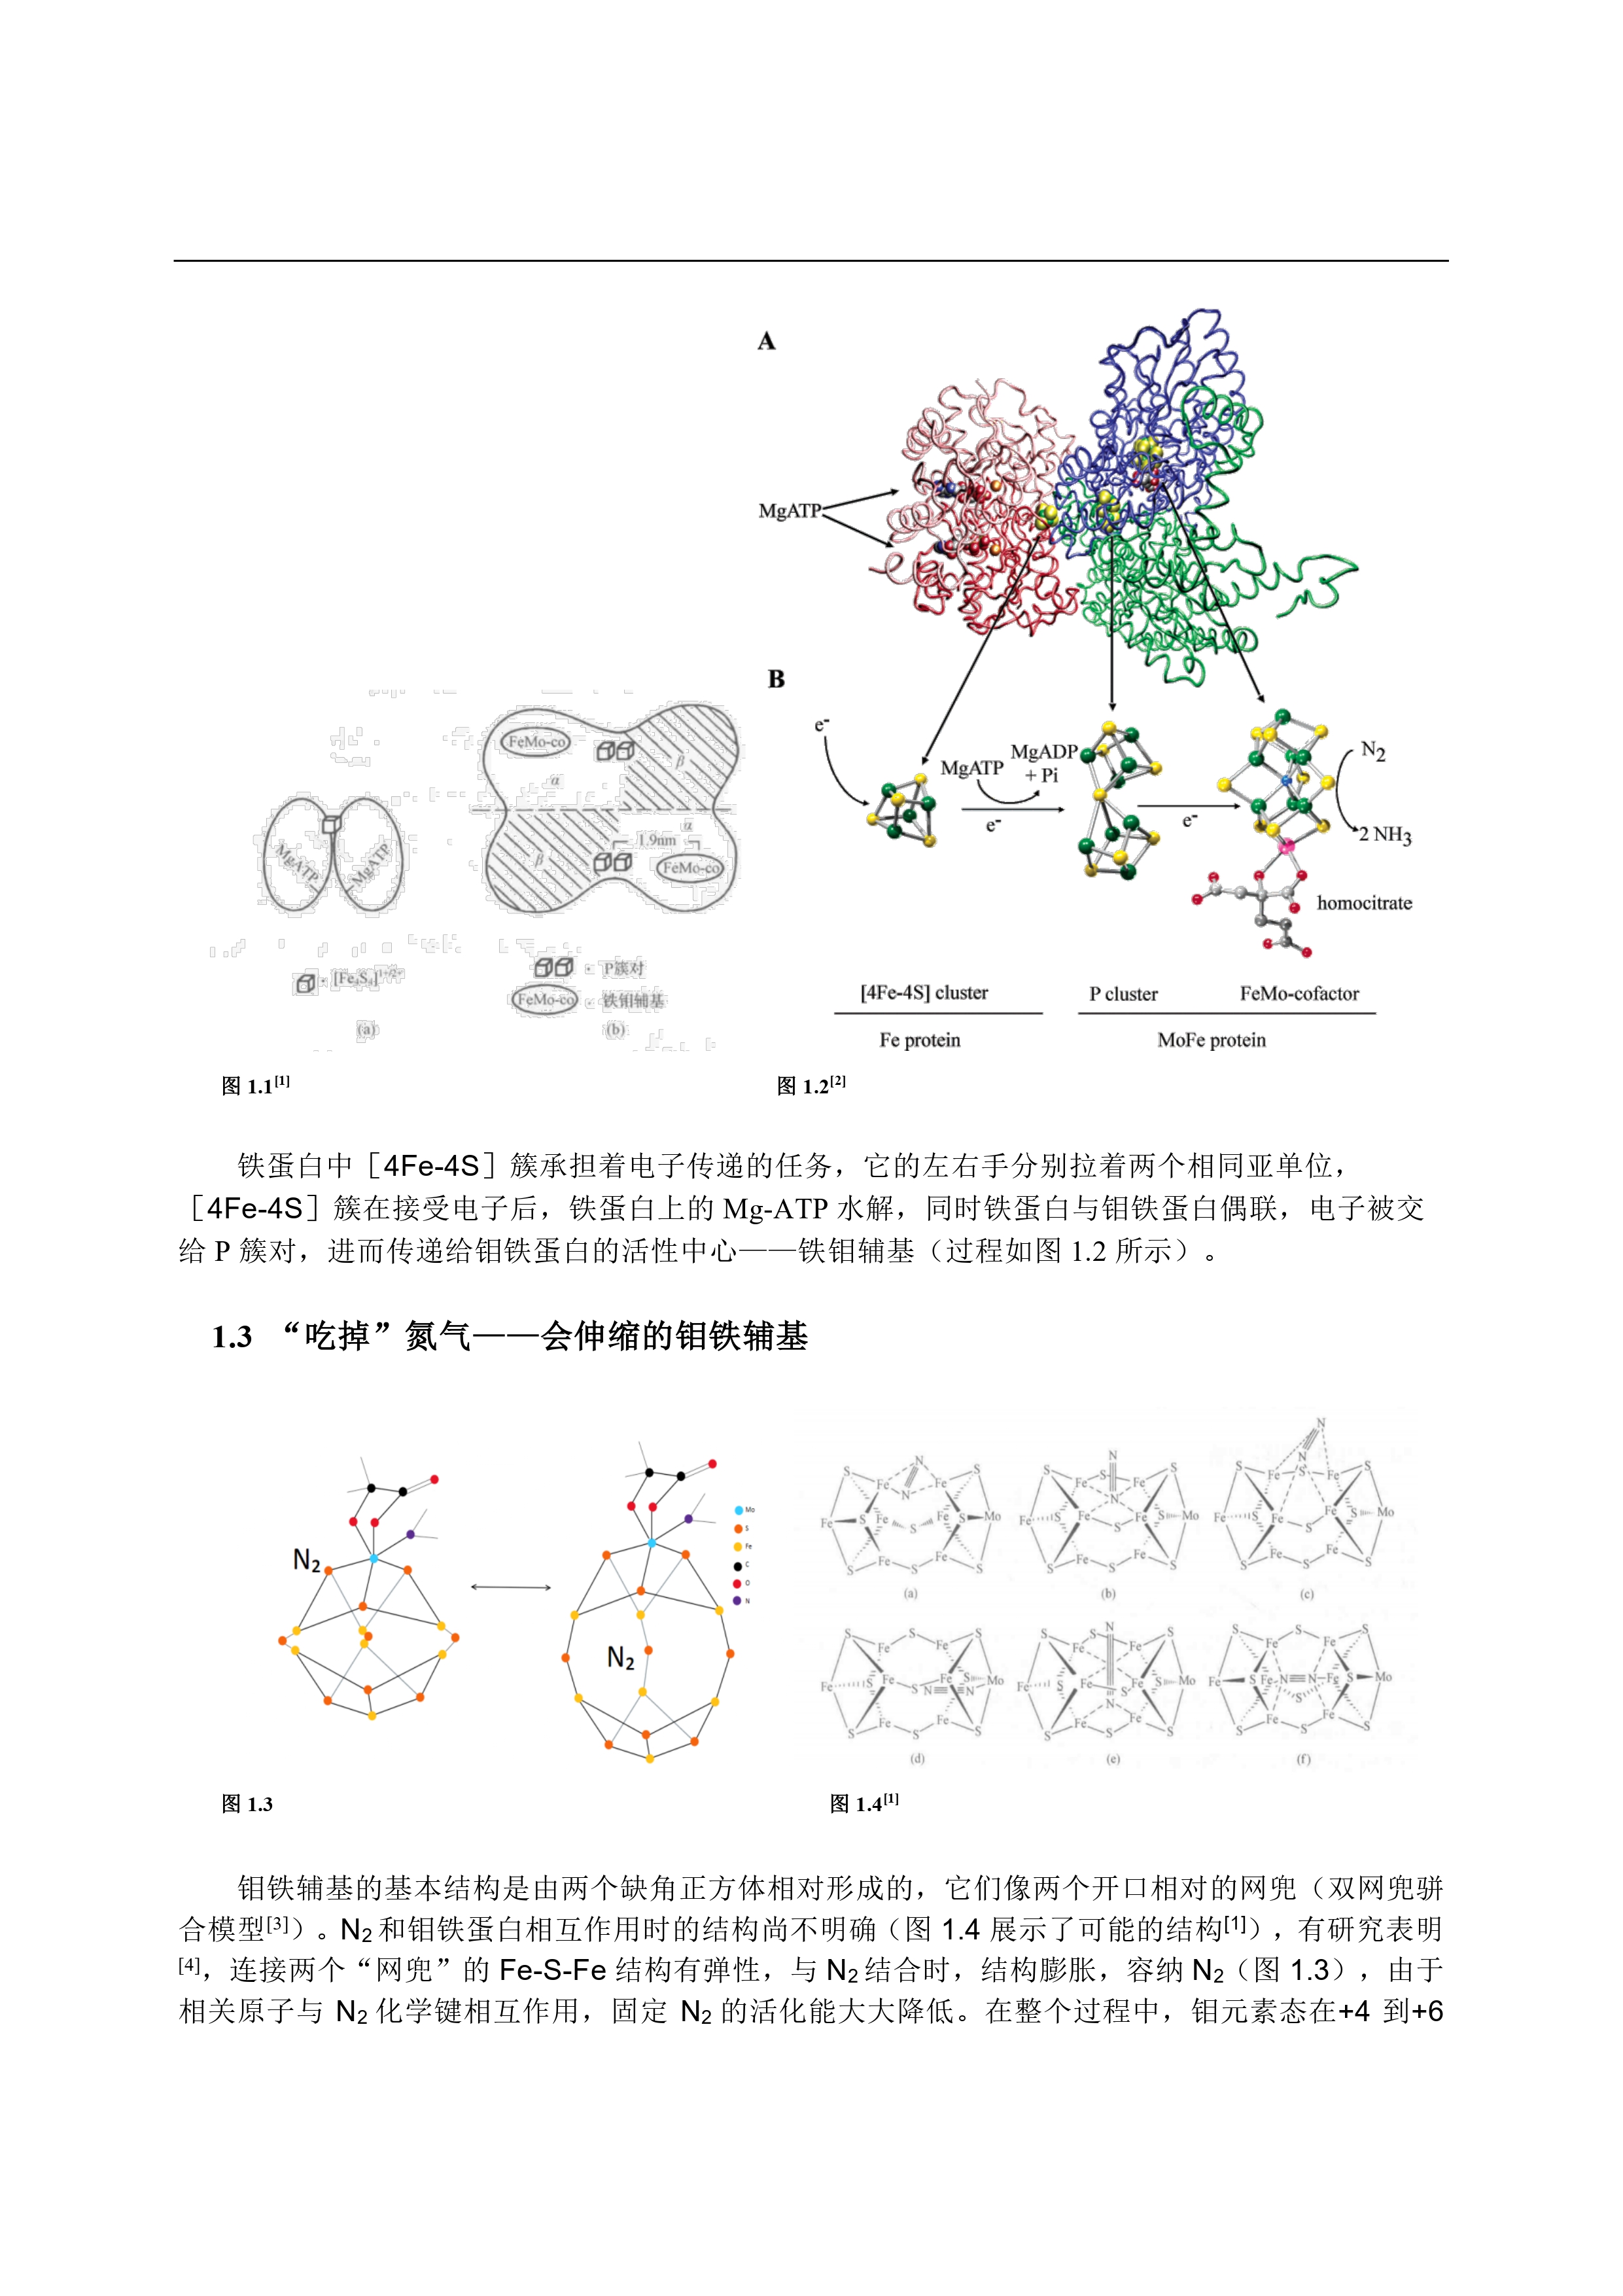 A
MgATP
B
e-
MgATP
MgADP
+ Pi
e-
e-
N2
2 NH3
homocitrate
[4Fe-4S] cluster
P cluster
FeMo-cofactor
Fe protein
MoFe protein
FeMo-co
β
α
α
1.9nm
β
FeMo-co
MgATP
MgATP
[Fe4S4]1+/2+
P簇对
FeMo-co
铁钼辅基
(a)
(b)
图 1.1[1]
图 1.2[2]
铁蛋白中［4Fe-4S］簇承担着电子传递的任务，它的左右手分别拉着两个相同亚单位，
［4Fe-4S］簇在接受电子后，铁蛋白上的 Mg-ATP 水解，同时铁蛋白与钼铁蛋白偶联，电子被交
给 P 簇对，进而传递给钼铁蛋白的活性中心——铁钼辅基（过程如图 1.2 所示）。
1.3 “吃掉”氮气——会伸缩的钼铁辅基
N2
N2
Mo
S
Fe
C
O
N
(a)
(b)
(c)
(d)
(e)
(f)
图 1.3
图 1.4[1]
钼铁辅基的基本结构是由两个缺角正方体相对形成的，它们像两个开口相对的网兜（双网兜骈
合模型[3]）。N2和钼铁蛋白相互作用时的结构尚不明确（图 1.4 展示了可能的结构[1]），有研究表明
[4]，连接两个“网兜”的 Fe-S-Fe 结构有弹性，与 N2结合时，结构膨胀，容纳 N2（图 1.3），由于
相关原子与 N2 化学键相互作用，固定 N2 的活化能大大降低。在整个过程中，钼元素态在+4 到+6